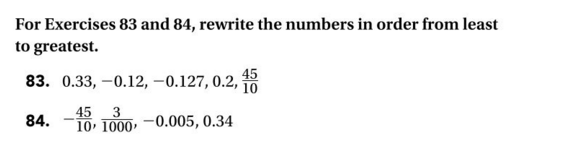 For Exercises 83 and 84, rewrite the numbers in order from least
to greatest.
83. 0.33, −0.12, −0.127, 0.2, 45/10
84. −45/10, 3/1000, −0.005, 0.34